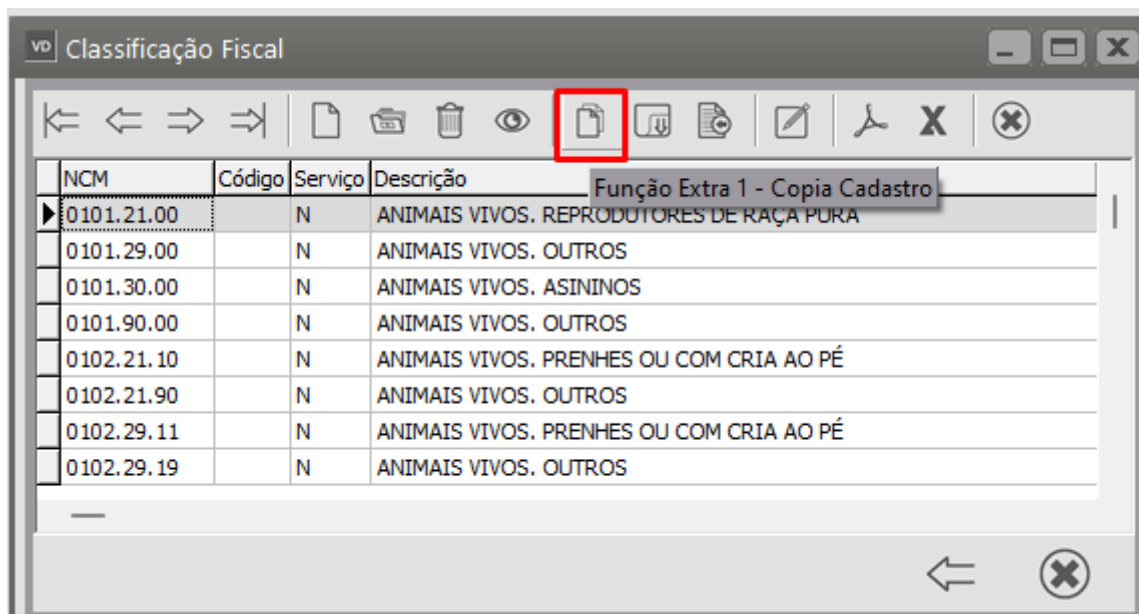 VD Classificação Fiscal
NCM Código Serviço Descrição
Função Extra 1 - Copia Cadastro
0101.21.00 N ANIMAIS VIVOS. REPRODUTORES DE RAÇA PURA
0101.29.00 N ANIMAIS VIVOS. OUTROS
0101.30.00 N ANIMAIS VIVOS. ASININOS
0101.90.00 N ANIMAIS VIVOS. OUTROS
0102.21.10 N ANIMAIS VIVOS. PRENHES OU COM CRIA AO PÉ
0102.21.90 N ANIMAIS VIVOS. OUTROS
0102.29.11 N ANIMAIS VIVOS. PRENHES OU COM CRIA AO PÉ
0102.29.19 N ANIMAIS VIVOS. OUTROS